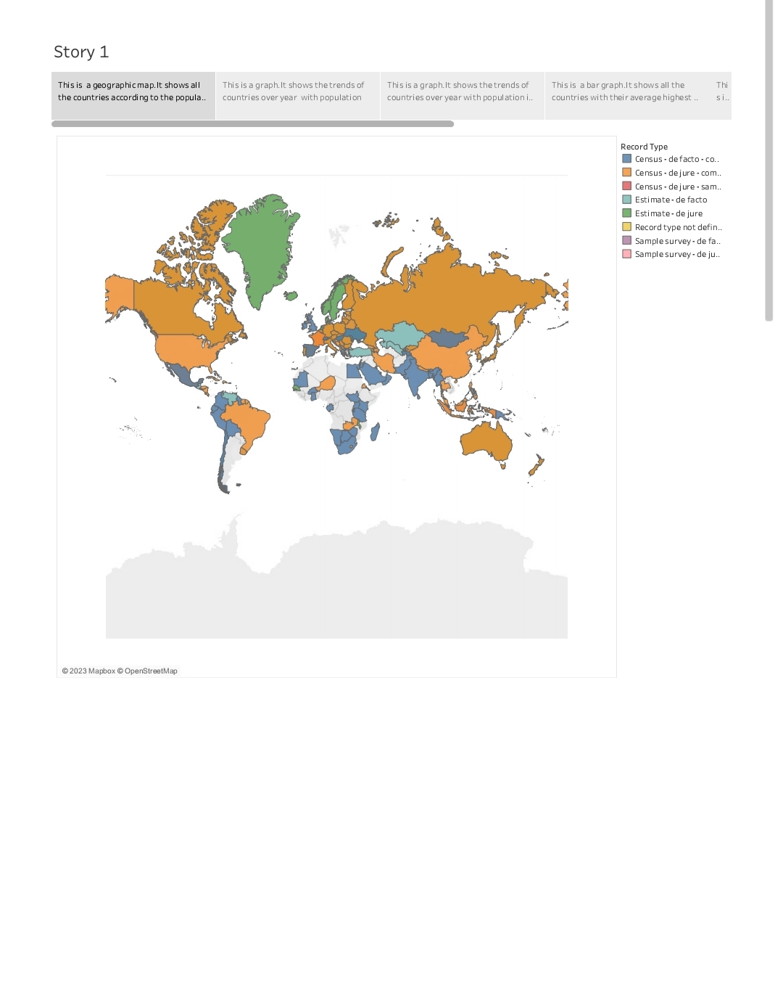 Story 1
This is a geographic map.It shows all
the countries according to the popula..
This is a graph.It shows the trends of
countries over year with population
This is a graph.It shows the trends of
countries over year with population i..
This is a bar graph.It shows all the
countries with their average highest ..
Thi
s i..
Record Type
Census - de facto - co..
Census - de jure - com..
Census - de jure - sam..
Estimate - de facto
Estimate - de jure
Record type not defin..
Sample survey - de fa..
Sample survey - de ju..
© 2023 Mapbox © OpenStreetMap